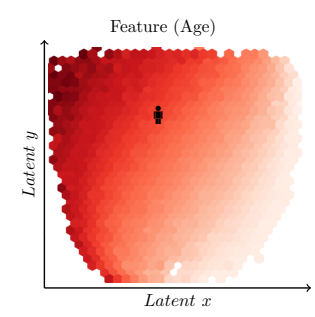 Feature (Age)
Latent y
Latent x